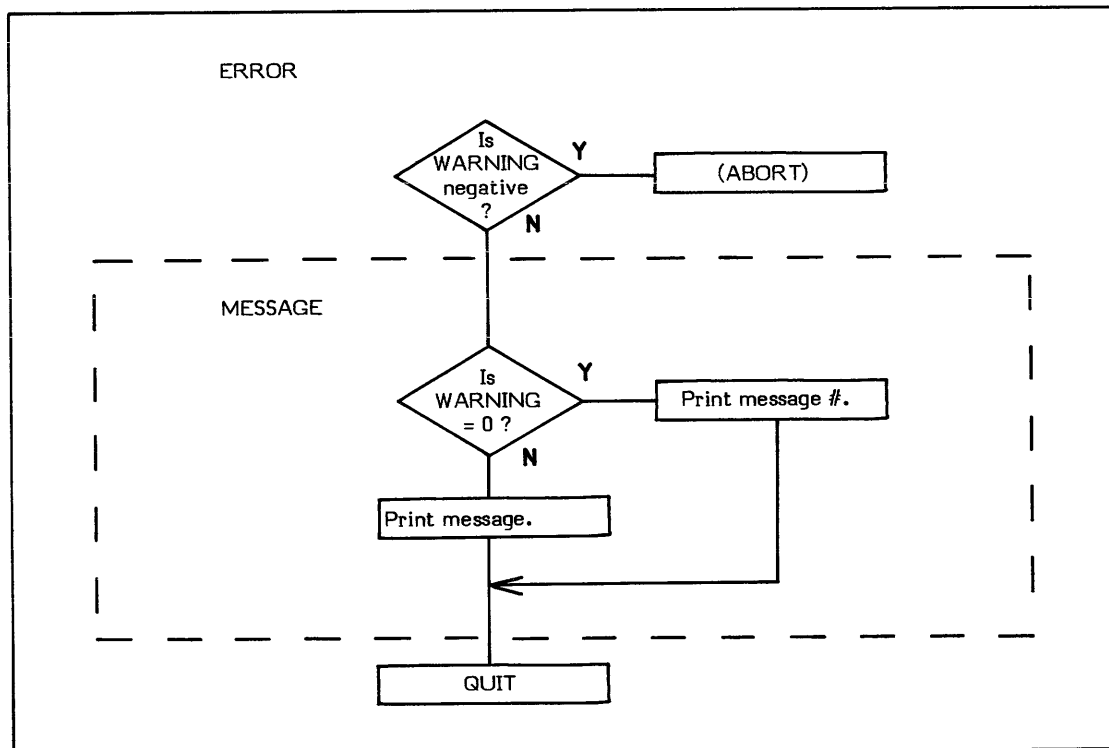 ERROR
Is
WARNING
negative
?
Y
(ABORT)
N
MESSAGE
Is
WARNING
= 0 ?
Y
Print message #.
N
Print message.
QUIT